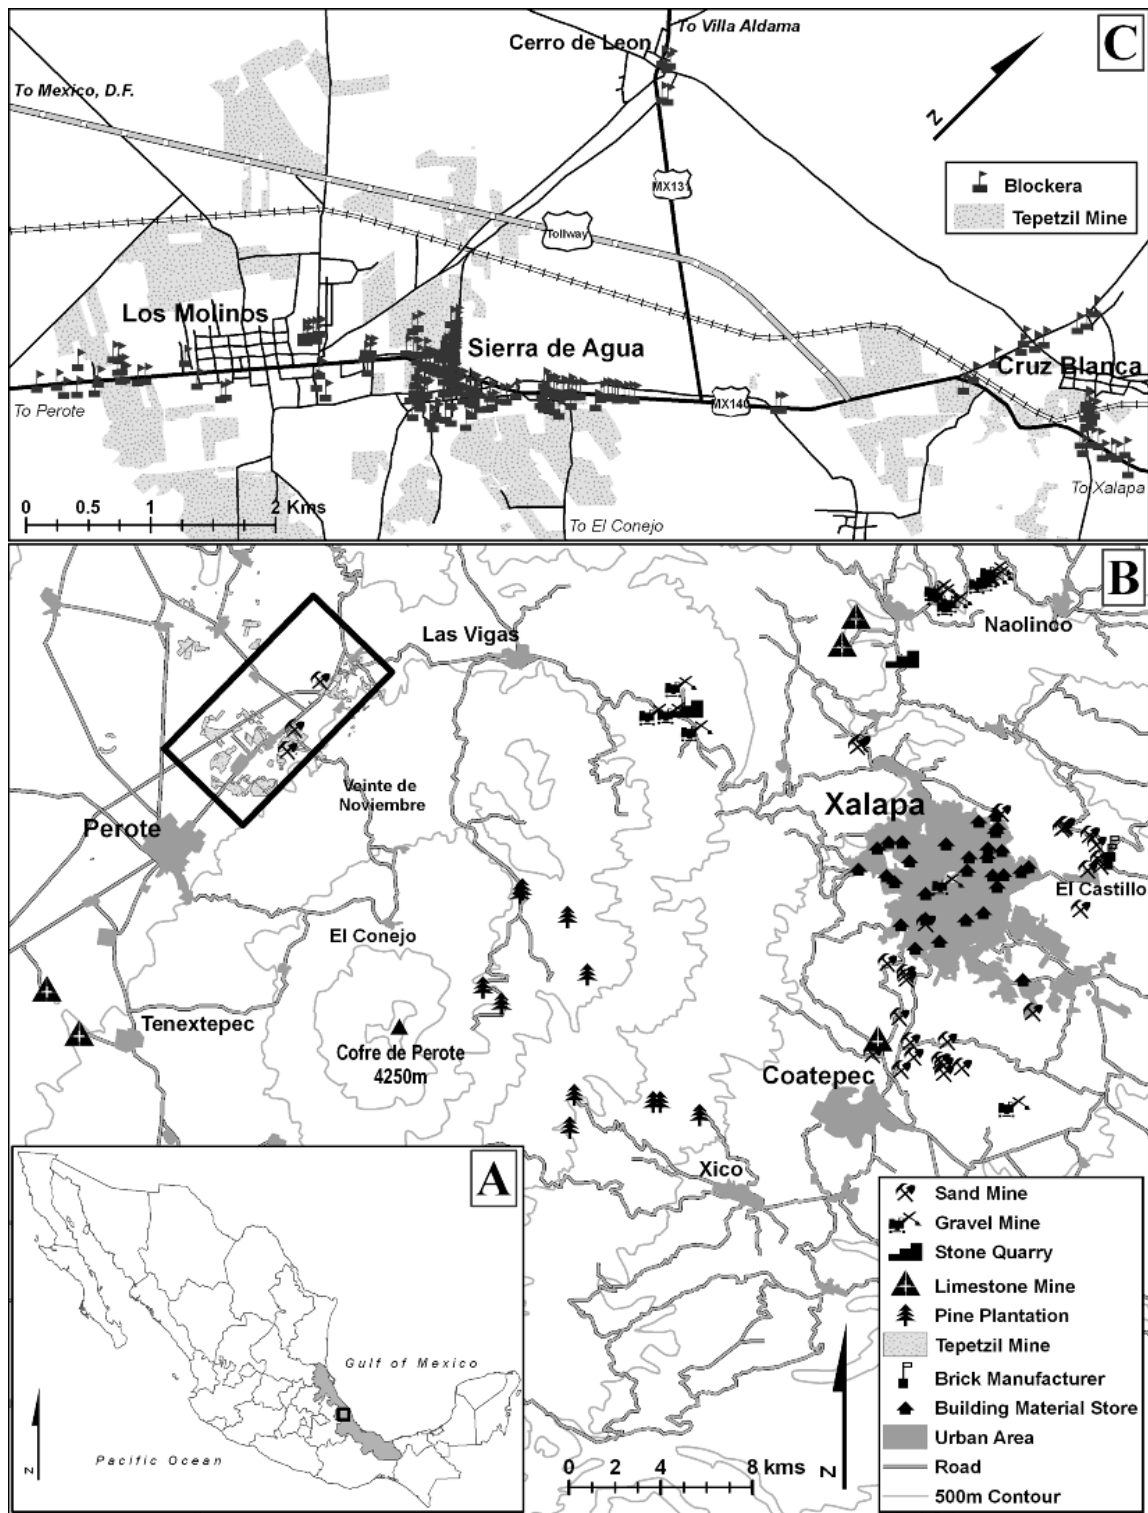 To Villa Aldama
C
Cerro de Leon
To Mexico, D.F.
N
MX131
Blockera
Tepetzil Mine
Tollway
Los Molinos
Sierra de Agua
Cruz Blanca
To Perote
MX140
To Xalapa
0 0.5 1 2 Kms
To El Conejo
B
Las Vigas
Naolinco
Veinte de
Noviembre
Perote
Xalapa
El Castillo
El Conejo
Tenextepec
Cofre de Perote
4250m
Coatepec
Xico
A
Gulf of Mexico
Pacific Ocean
N
Sand Mine
Gravel Mine
Stone Quarry
Limestone Mine
Pine Plantation
Tepetzil Mine
Brick Manufacturer
Building Material Store
Urban Area
Road
500m Contour
0 2 4 6 8 kms
N